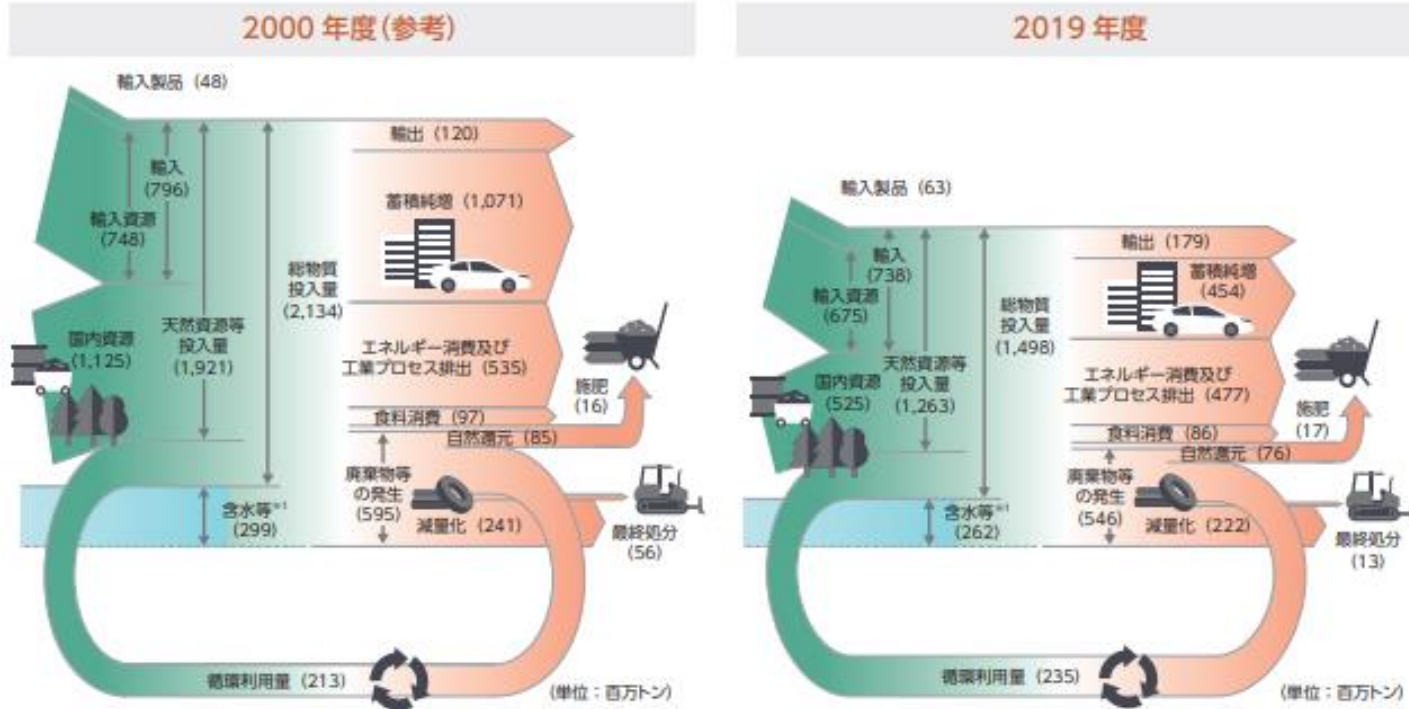 2000 年度(参考)
輸入製品 (48)
輸出 (120)
輸入
(796)
輸入資源
(748)
蓄積純増 (1,071)
総物質
投入量
(2,134)
天然資源等
投入量
(1,921)
国内資源
(1,125)
エネルギー消費及び
工業プロセス排出 (535)
施肥
(16)
食料消費 (97)
自然還元 (85)
廃棄物等
の発生
(595)
含水等※1
(299)
減量化 (241)
最終処分
(56)
循環利用量 (213)
(単位：百万トン)
2019 年度
輸入製品 (63)
輸出 (179)
輸入
(738)
輸入資源
(675)
蓄積純増
(454)
総物質
投入量
(1,498)
天然資源等
投入量
(1,263)
国内資源
(525)
エネルギー消費及び
工業プロセス排出 (477)
施肥
(17)
食料消費 (86)
自然還元 (76)
廃棄物等
の発生
(546)
含水等※1
(262)
減量化 (222)
最終処分
(13)
循環利用量 (235)
(単位：百万トン)